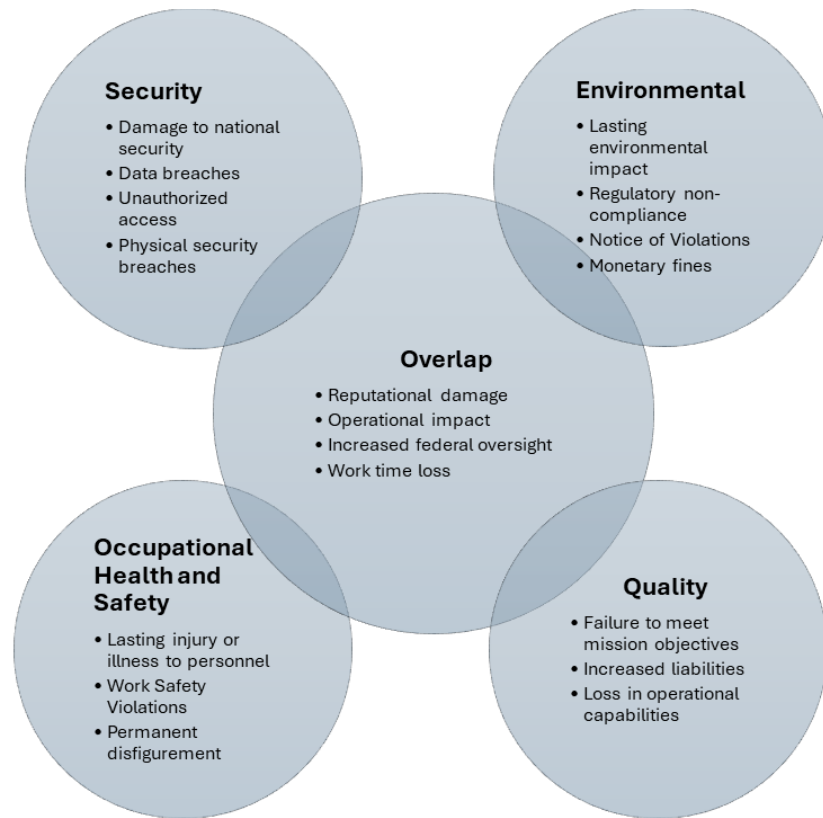 Security
• Damage to national
security
• Data breaches
• Unauthorized
access
• Physical security
breaches
Environmental
• Lasting
environmental
impact
• Regulatory non-
compliance
• Notice of Violations
• Monetary fines
Overlap
• Reputational damage
• Operational impact
• Increased federal oversight
• Work time loss
Occupational
Health and
Safety
• Lasting injury or
illness to personnel
• Work Safety
Violations
• Permanent
disfigurement
Quality
• Failure to meet
mission objectives
• Increased liabilities
• Loss in operational
capabilities